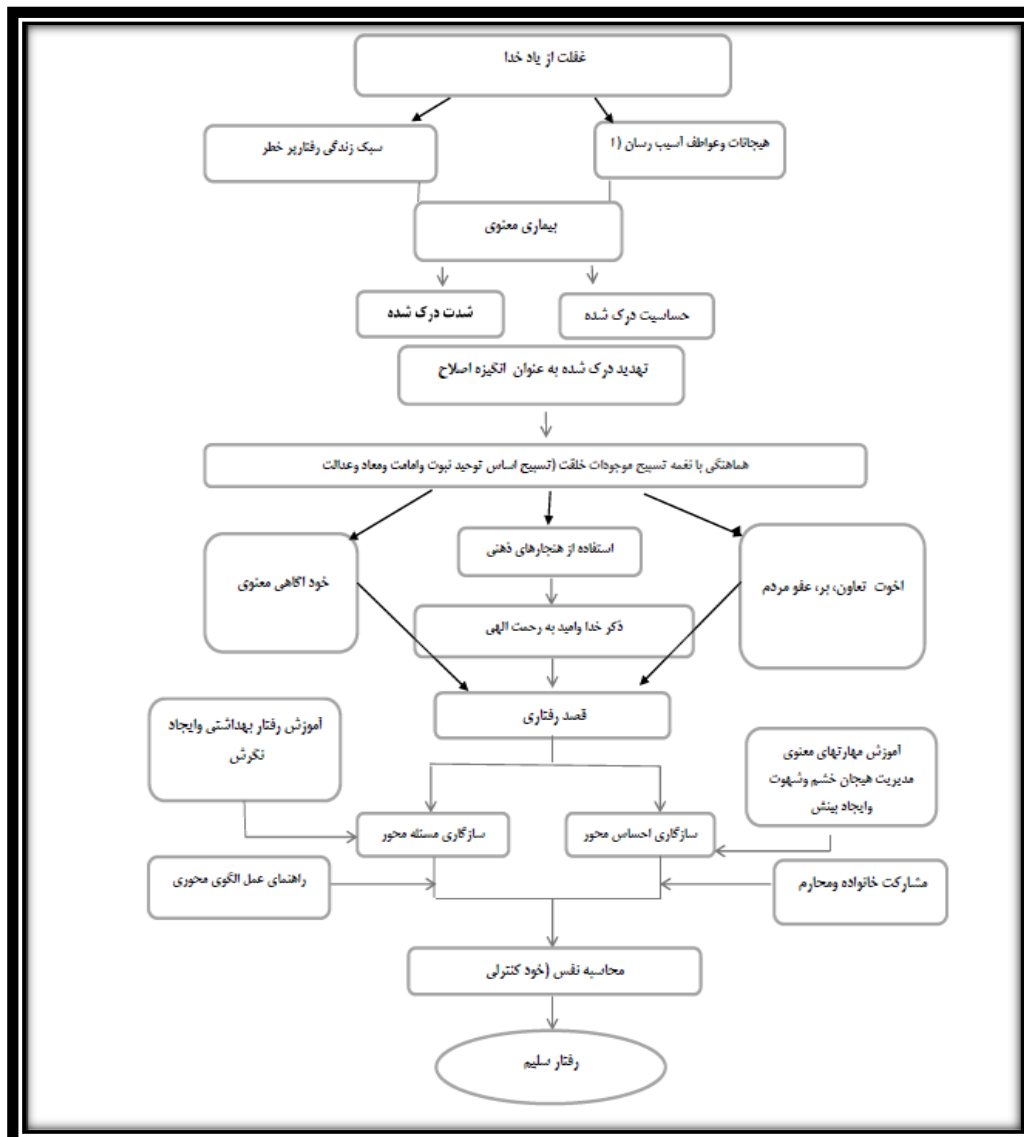 غفلت از یاد خدا
هیجانات وعواطف آسیب رسان (ا
سبک زندگی رفتارپر خطر
بیماری معنوی
حساسیت درک شده
شدت درک شده
تهدید درک شده به عنوان انگیزه اصلاح
هماهنگی با نغمه تسبیح موجودات خلقت (تسبیح اساس توحید نبوت وامامت ومعاد وعدالت
اخوت تعاون، بر، عفو مردم
استفاده از هنجارهای ذهنی
خود اگاهی معنوی
ذکر خدا وامید به رحمت الهی
قصد رفتاری
آموزش مهارتهای معنوی
مدیریت هیجان خشم وشهوت
وایجاد بینش
آموزش رفتار بهداشتی وایجاد
نگرش
سازگاری احساس محور
سازگاری مسئله محور
مشارکت خانواده ومحارم
راهنمای عمل الگوی محوری
محاسبه نفس (خود کنترلی
رفتار سلیم